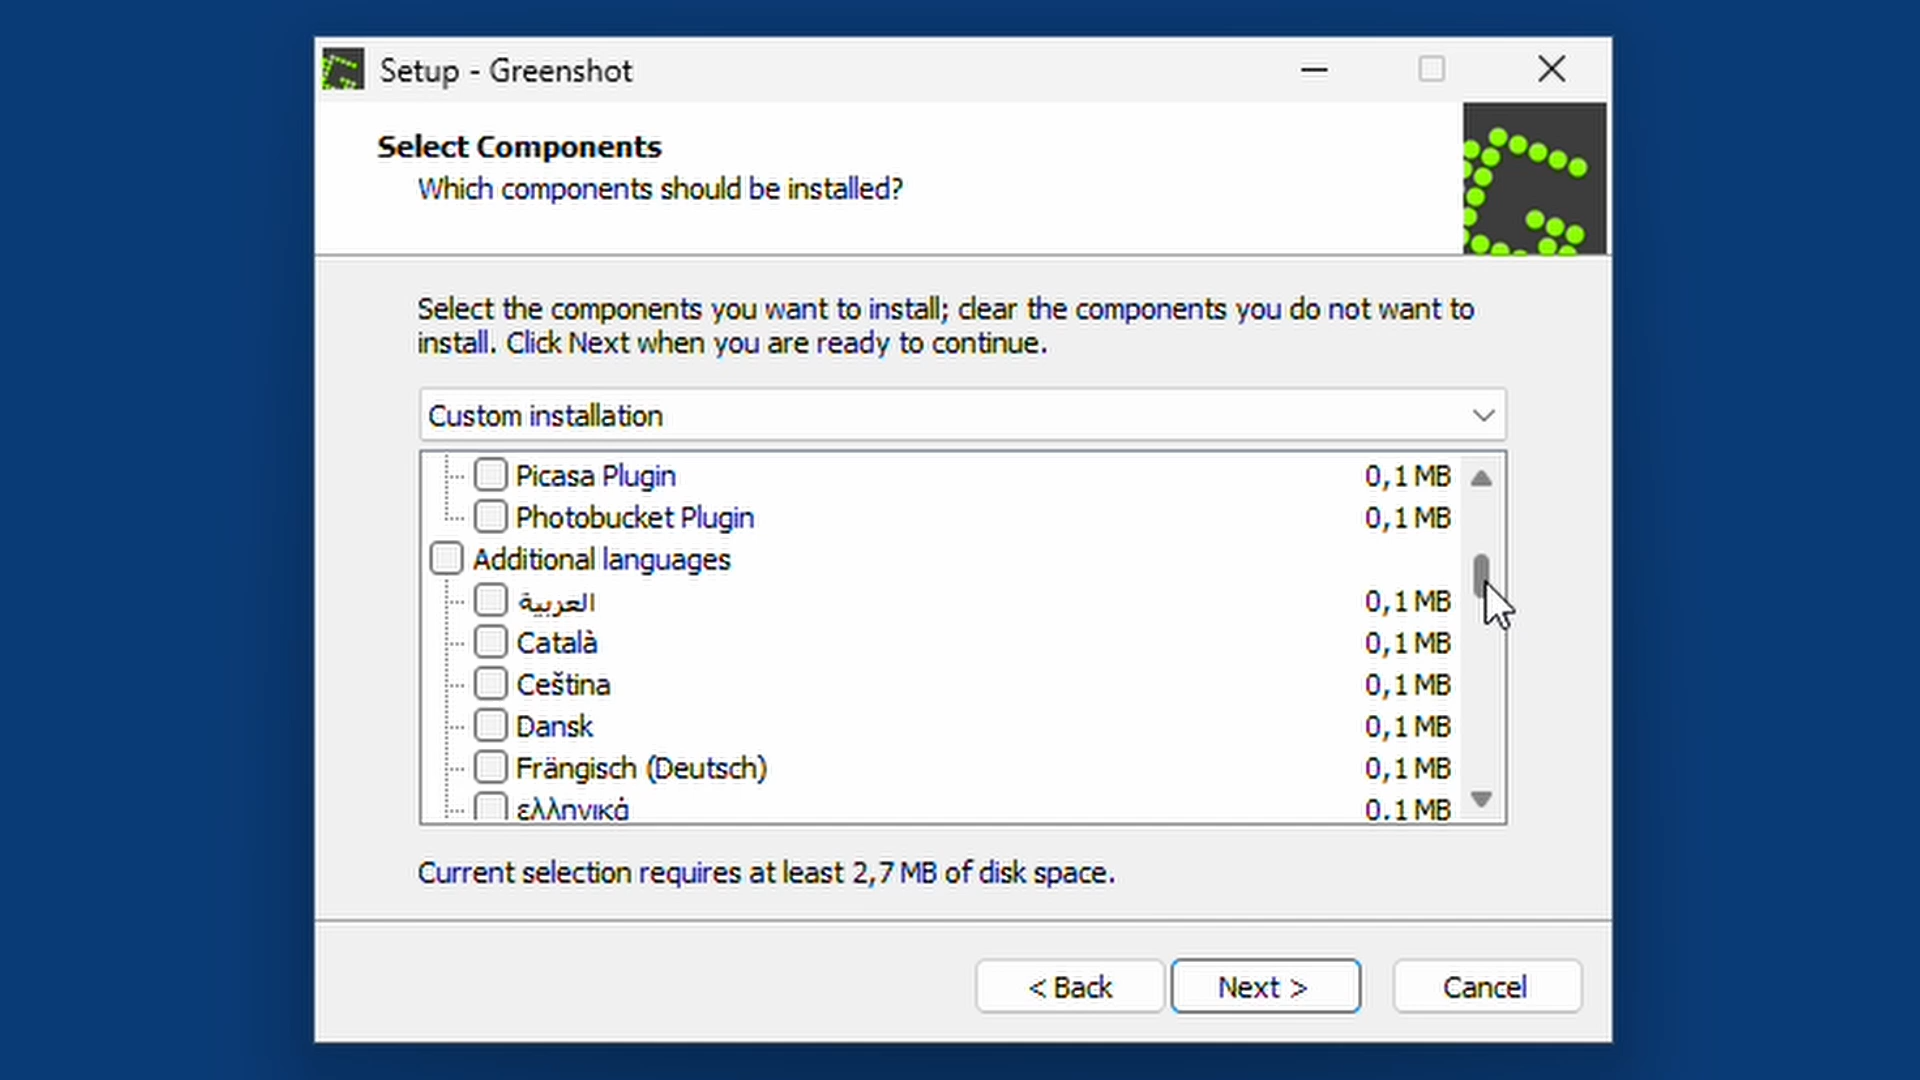 Setup - Greenshot
Select Components
Which components should be installed?
Select the components you want to install; clear the components you do not want to
install. Click Next when you are ready to continue.
Custom installation
Picasa Plugin 0,1 MB
Photobucket Plugin 0,1 MB
Additional languages
العربية 0,1 MB
Català 0,1 MB
Ceština 0,1 MB
Dansk 0,1 MB
Frängisch (Deutsch) 0,1 MB
ελληνικά 0,1 MB
Current selection requires at least 2,7 MB of disk space.
< Back Next > Cancel